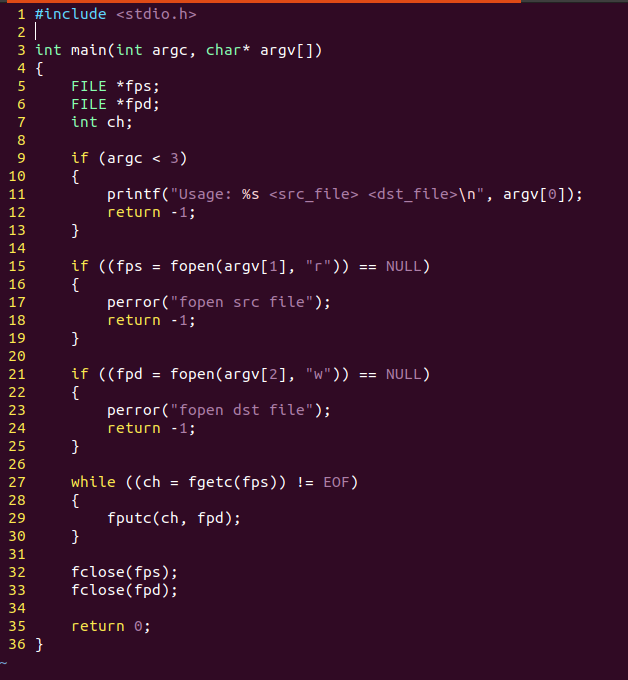 1 #include <stdio.h>
2
3 int main(int argc, char* argv[])
4 {
5     FILE *fps;
6     FILE *fpd;
7     int ch;
8
9     if (argc < 3)
10     {
11         printf("Usage: %s <src_file> <dst_file>\n", argv[0]);
12         return -1;
13     }
14
15     if ((fps = fopen(argv[1], "r")) == NULL)
16     {
17         perror("fopen src file");
18         return -1;
19     }
20
21     if ((fpd = fopen(argv[2], "w")) == NULL)
22     {
23         perror("fopen dst file");
24         return -1;
25     }
26
27     while ((ch = fgetc(fps)) != EOF)
28     {
29         fputc(ch, fpd);
30     }
31
32     fclose(fps);
33     fclose(fpd);
34
35     return 0;
36 }
~